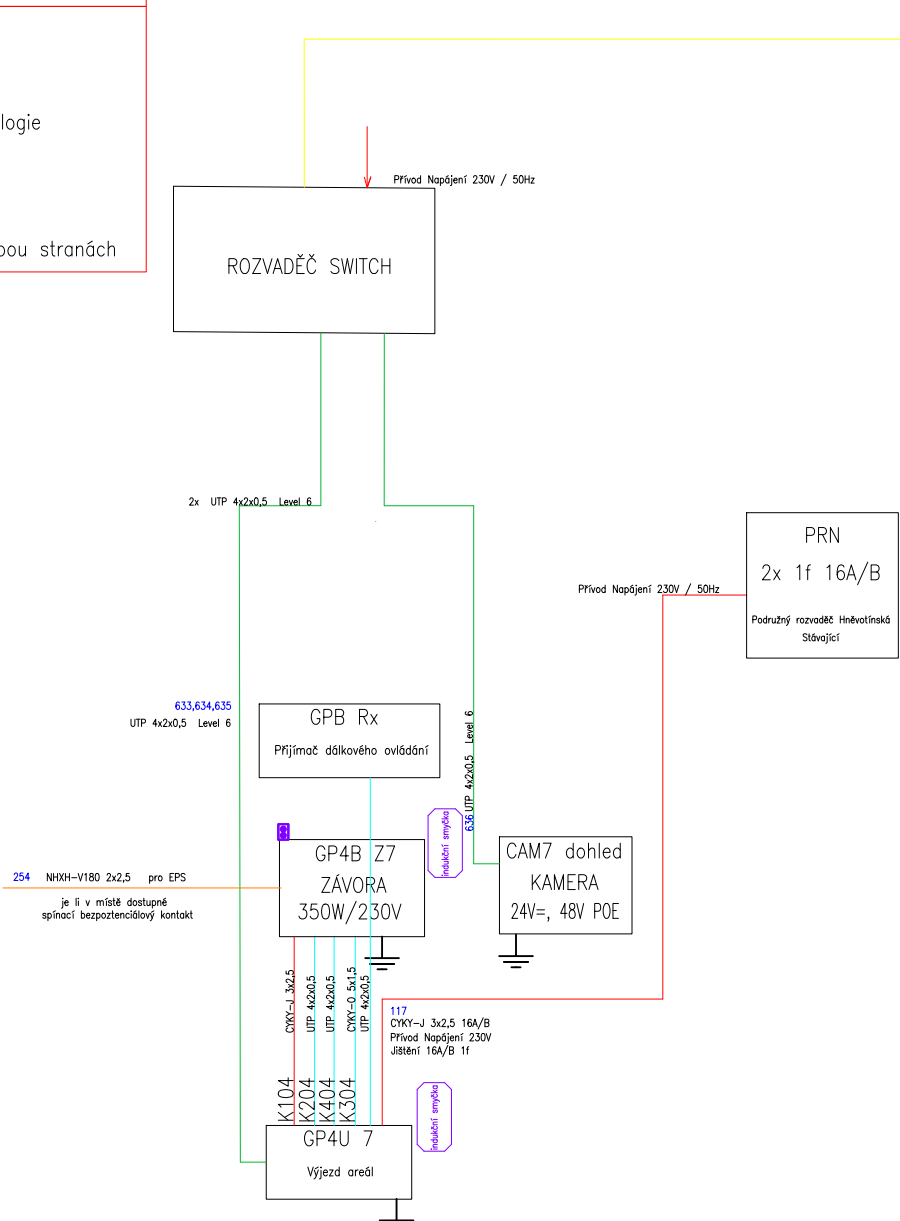 logie
bou stranách
Přívod Napájení 230V / 50Hz
ROZVADĚČ SWITCH
2x UTP 4x2x0,5 Level 6
PRN
2x 1f 16A/B
Podružný rozvaděč Hněvotínská
Stávající
Přívod Napájení 230V / 50Hz
633,634,635
UTP 4x2x0,5 Level 6
GPB Rx
Přijímač dálkového ovládání
636 UTP 4x2x0,5 Level 6
indukční smyčka
GP4B Z7
ZÁVORA
350W/230V
CAM7 dohled
KAMERA
24V=, 48V POE
254 NHXH-V180 2x2,5 pro EPS
je li v místě dostupné
spínací bezpoztenciálový kontakt
CYKY-J 3x2,5
UTP 4x2x0,5
UTP 4x2x0,5
CYKY-O 5x1,5
UTP 4x2x0,5
117
CYKY-J 3x2,5 16A/B
Přívod Napájení 230V
Jištění 16A/B 1f
K104
K204
K404
K304
indukční smyčka
GP4U 7
Výjezd areál